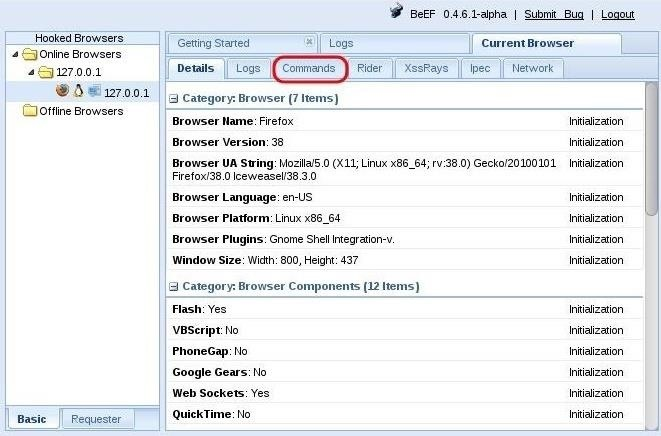 BeEF 0.4.6.1-alpha | Submit Bug | Logout
Hooked Browsers
Online Browsers
127.0.0.1
127.0.0.1
Offline Browsers
Basic
Requester
Getting Started
Logs
Current Browser
Details
Logs
Commands
Rider
XssRays
Ipec
Network
Category: Browser (7 Items)
Browser Name: Firefox Initialization
Browser Version: 38 Initialization
Browser UA String: Mozilla/5.0 (X11; Linux x86_64; rv:38.0) Gecko/20100101 Initialization
Firefox/38.0 Iceweasel/38.3.0
Browser Language: en-US Initialization
Browser Platform: Linux x86_64 Initialization
Browser Plugins: Gnome Shell Integration-v. Initialization
Window Size: Width: 800, Height: 437 Initialization
Category: Browser Components (12 Items)
Flash: Yes Initialization
VBScript: No Initialization
PhoneGap: No Initialization
Google Gears: No Initialization
Web Sockets: Yes Initialization
QuickTime: No Initialization